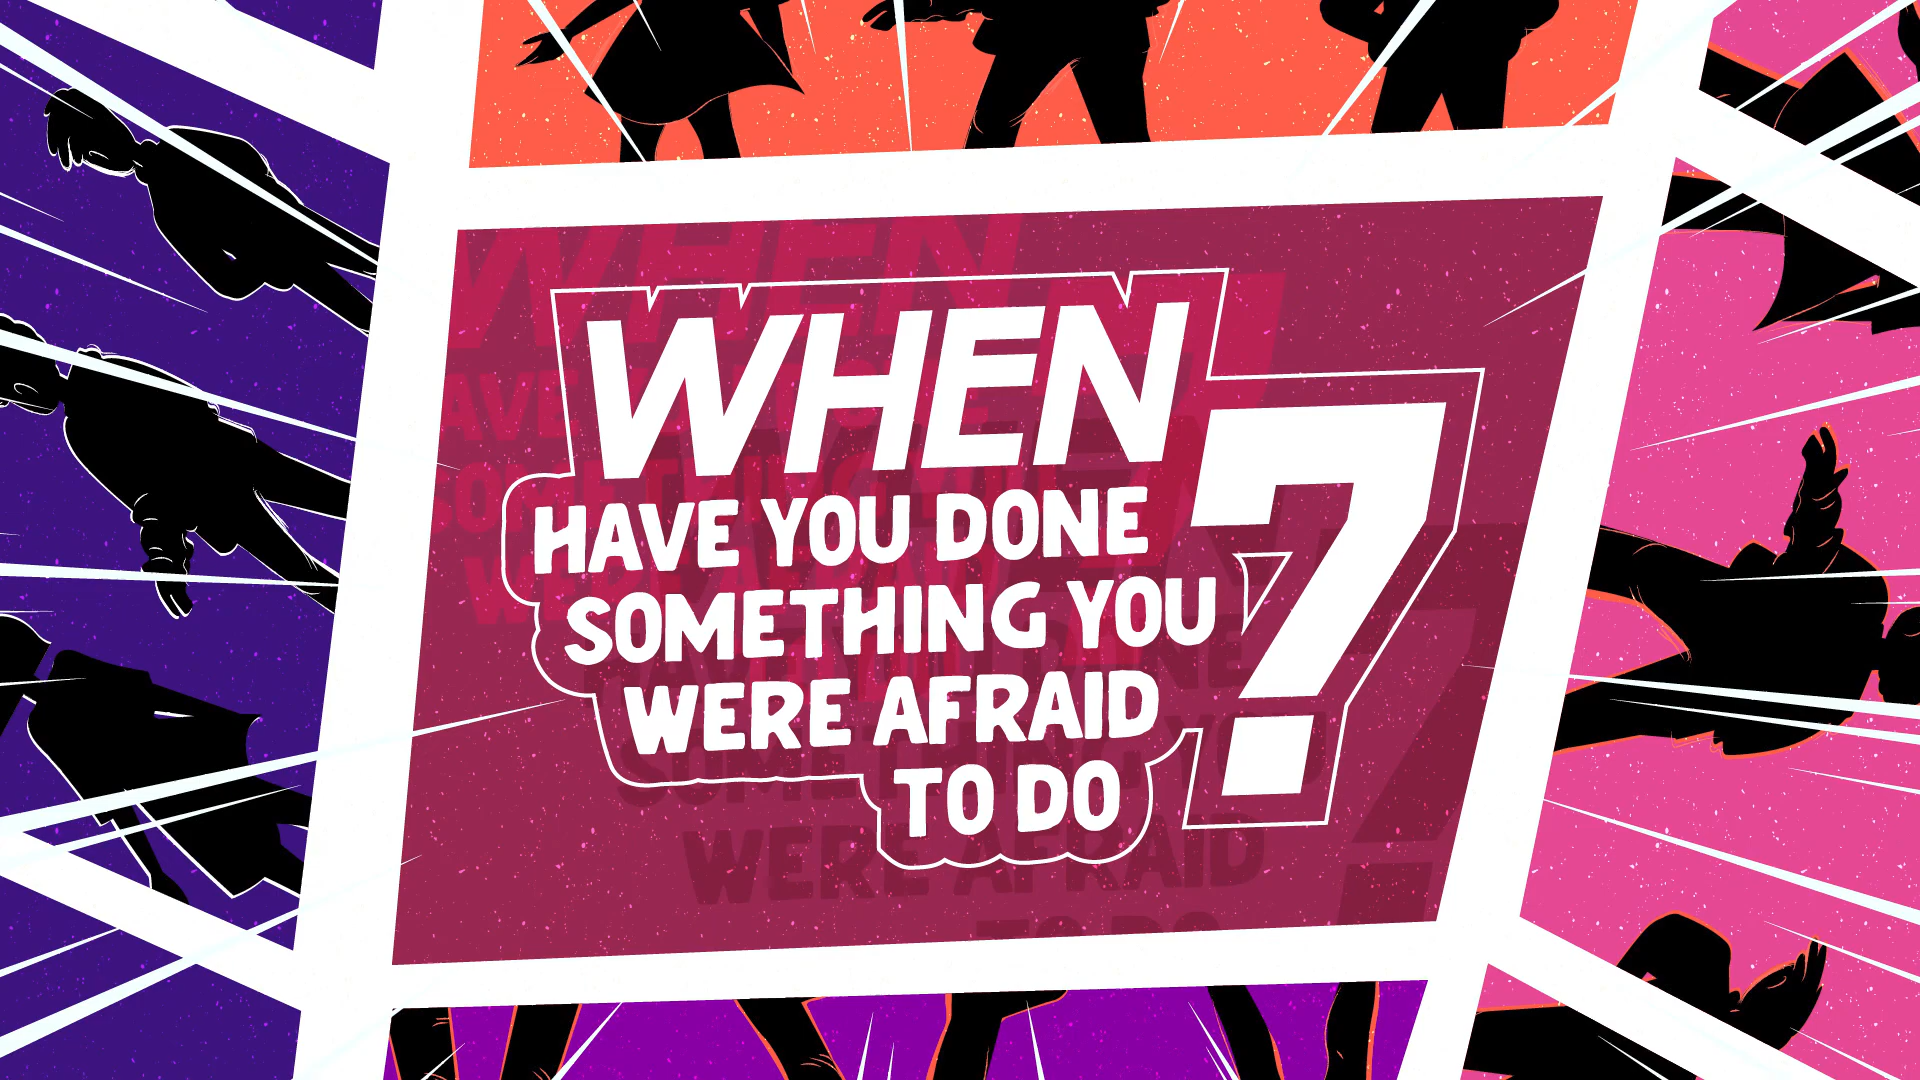 WHEN
HAVE YOU DONE
SOMETHING YOU
WERE AFRAID
TO DO
?